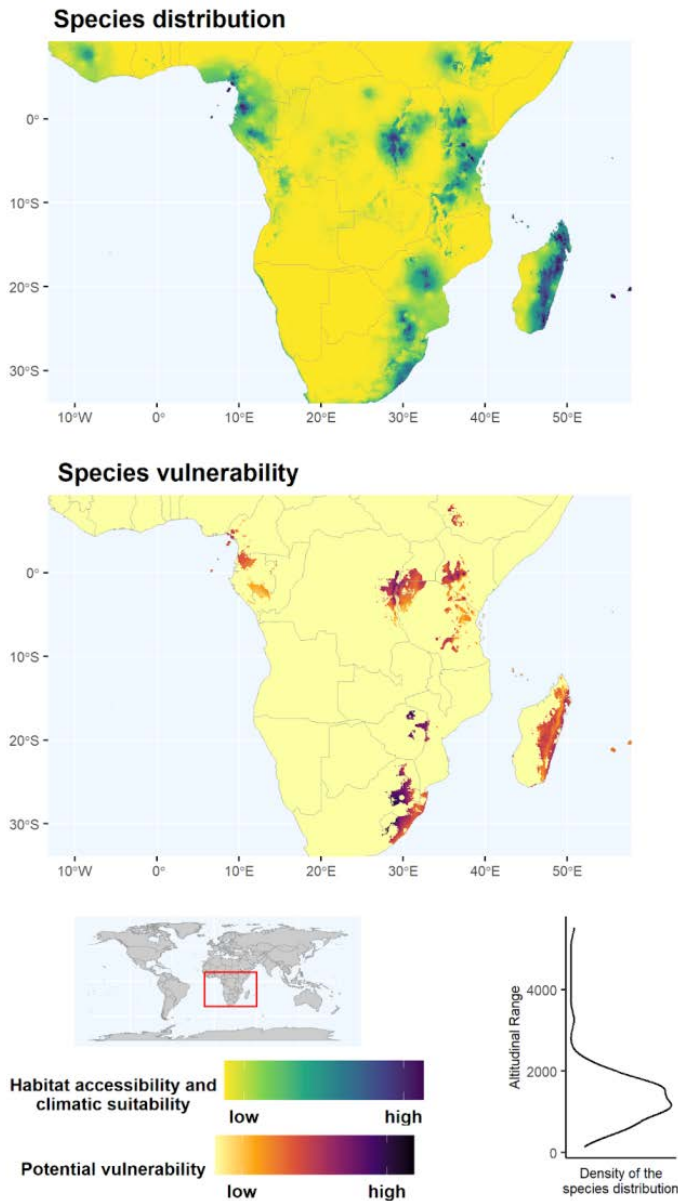 Species distribution
0°
10°S
20°S
30°S
10°W 0° 10°E 20°E 30°E 40°E 50°E
Species vulnerability
0°
10°S
20°S
30°S
10°W 0° 10°E 20°E 30°E 40°E 50°E
Habitat accessibility and
climatic suitability
low high
Potential vulnerability
low high
Altitudinal Range
4000
2000
0
Density of the
species distribution